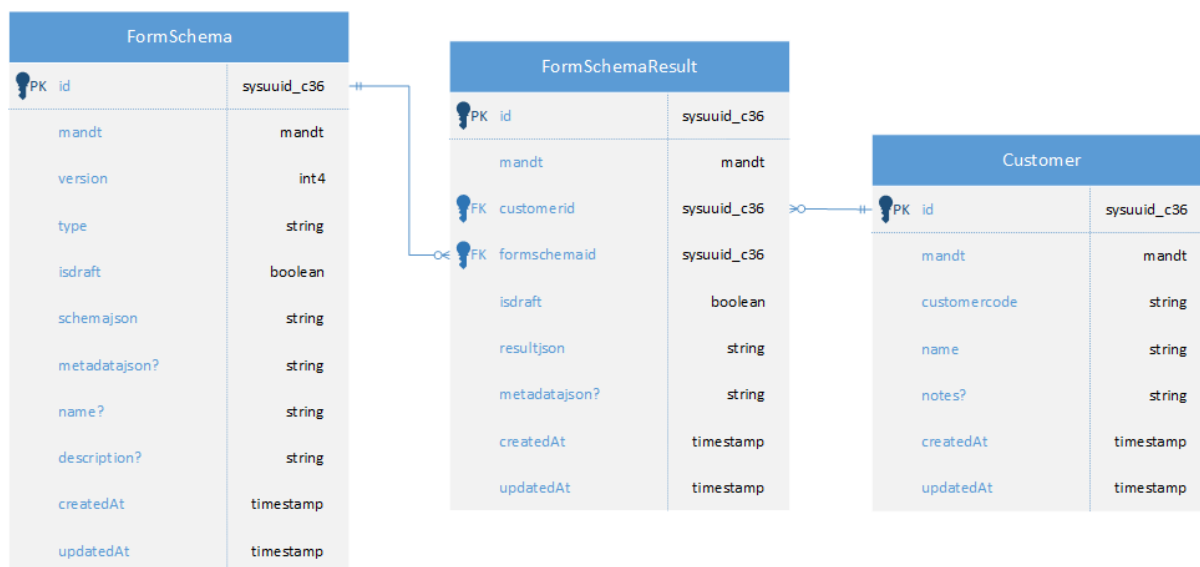 FormSchema
PK id sysuuid_c36
mandt mandt
version int4
type string
isdraft boolean
schemajson string
metadatajson? string
name? string
description? string
createdAt timestamp
updatedAt timestamp
FormSchemaResult
PK id sysuuid_c36
mandt mandt
FK customerid sysuuid_c36
FK formschemaid sysuuid_c36
isdraft boolean
resultjson string
metadatajson? string
createdAt timestamp
updatedAt timestamp
Customer
PK id sysuuid_c36
mandt mandt
customercode string
name string
notes? string
createdAt timestamp
updatedAt timestamp